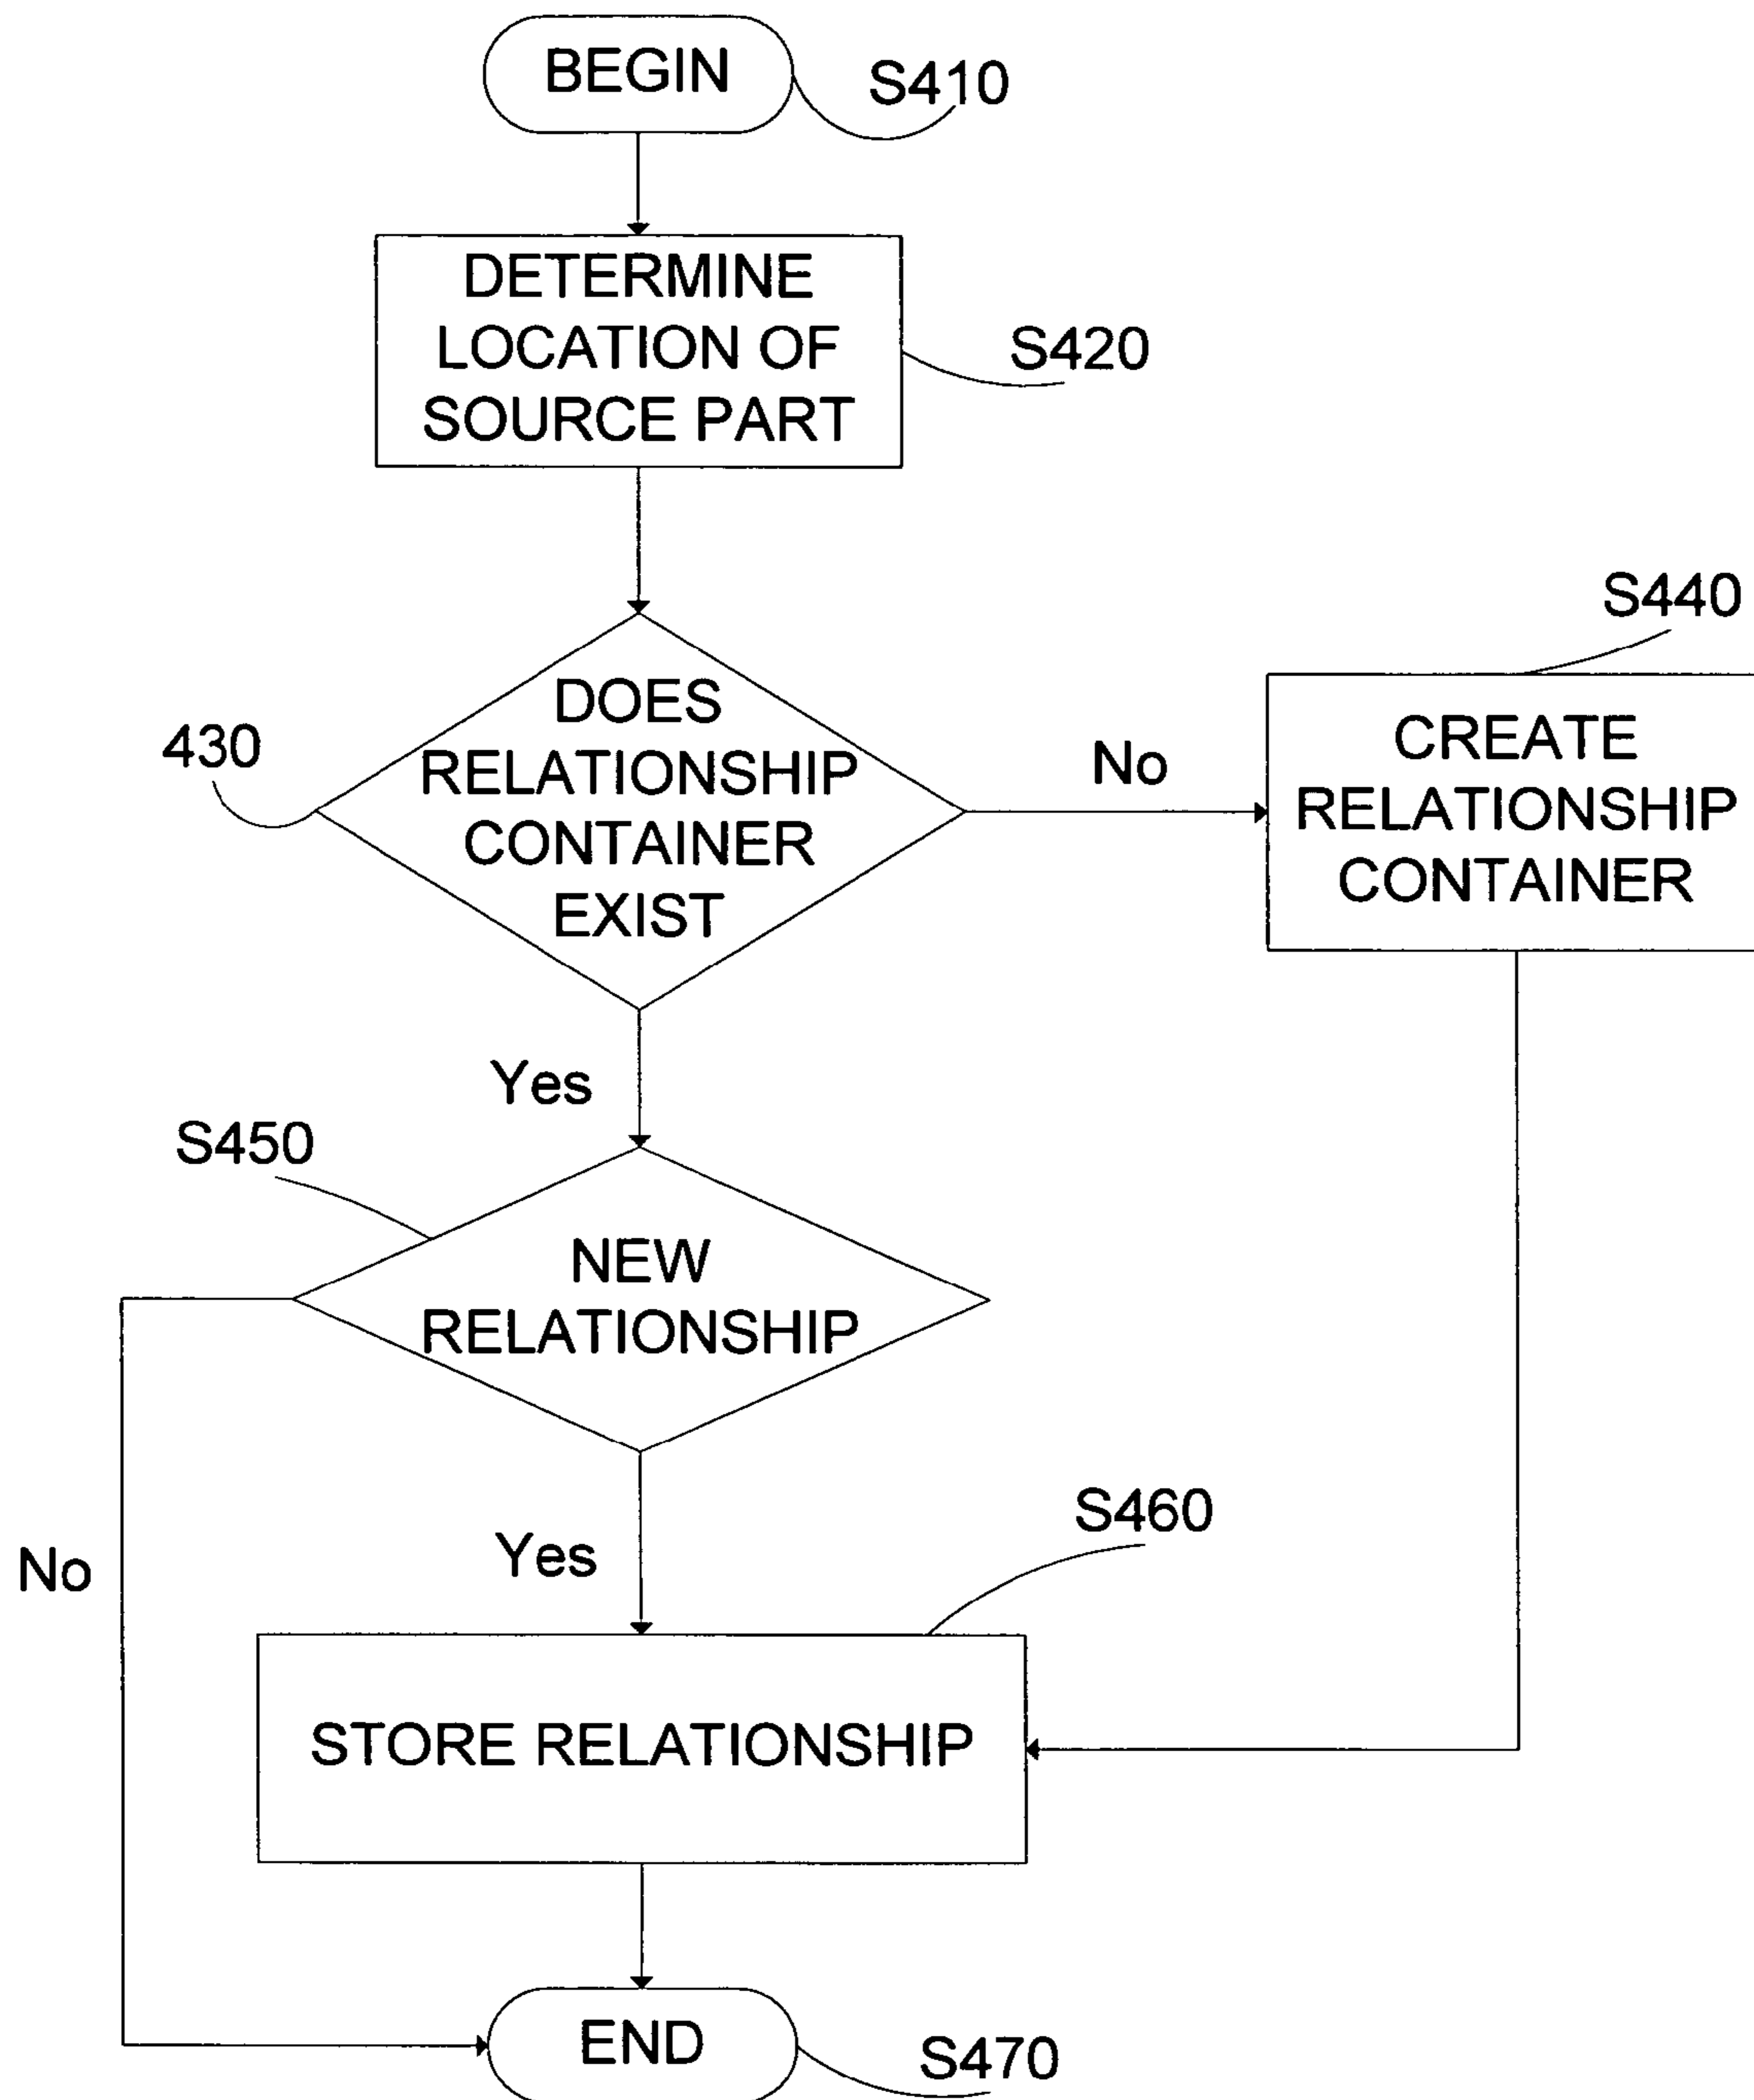 BEGIN
S410
DETERMINE
LOCATION OF
SOURCE PART
S420
DOES
RELATIONSHIP
CONTAINER
EXIST
430
No
S440
CREATE
RELATIONSHIP
CONTAINER
Yes
S450
NEW
RELATIONSHIP
No
Yes
S460
STORE RELATIONSHIP
END
S470